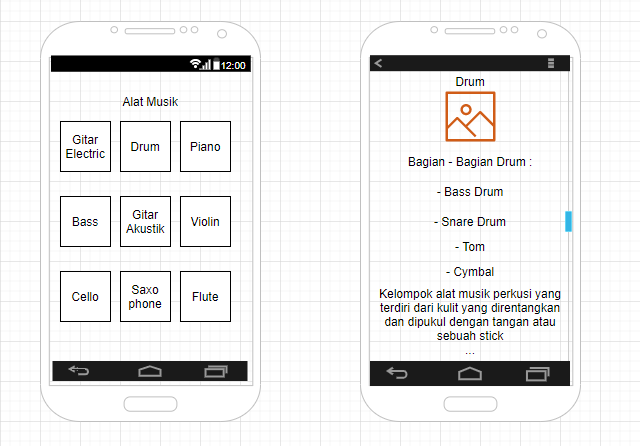 12:00
Alat Musik
Gitar
Electric
Drum
Piano
Bass
Gitar
Akustik
Violin
Cello
Saxo
phone
Flute
Drum
Bagian - Bagian Drum :
- Bass Drum
- Snare Drum
- Tom
- Cymbal
Kelompok alat musik perkusi yang
terdiri dari kulit yang direntangkan
dan dipukul dengan tangan atau
sebuah stick
...